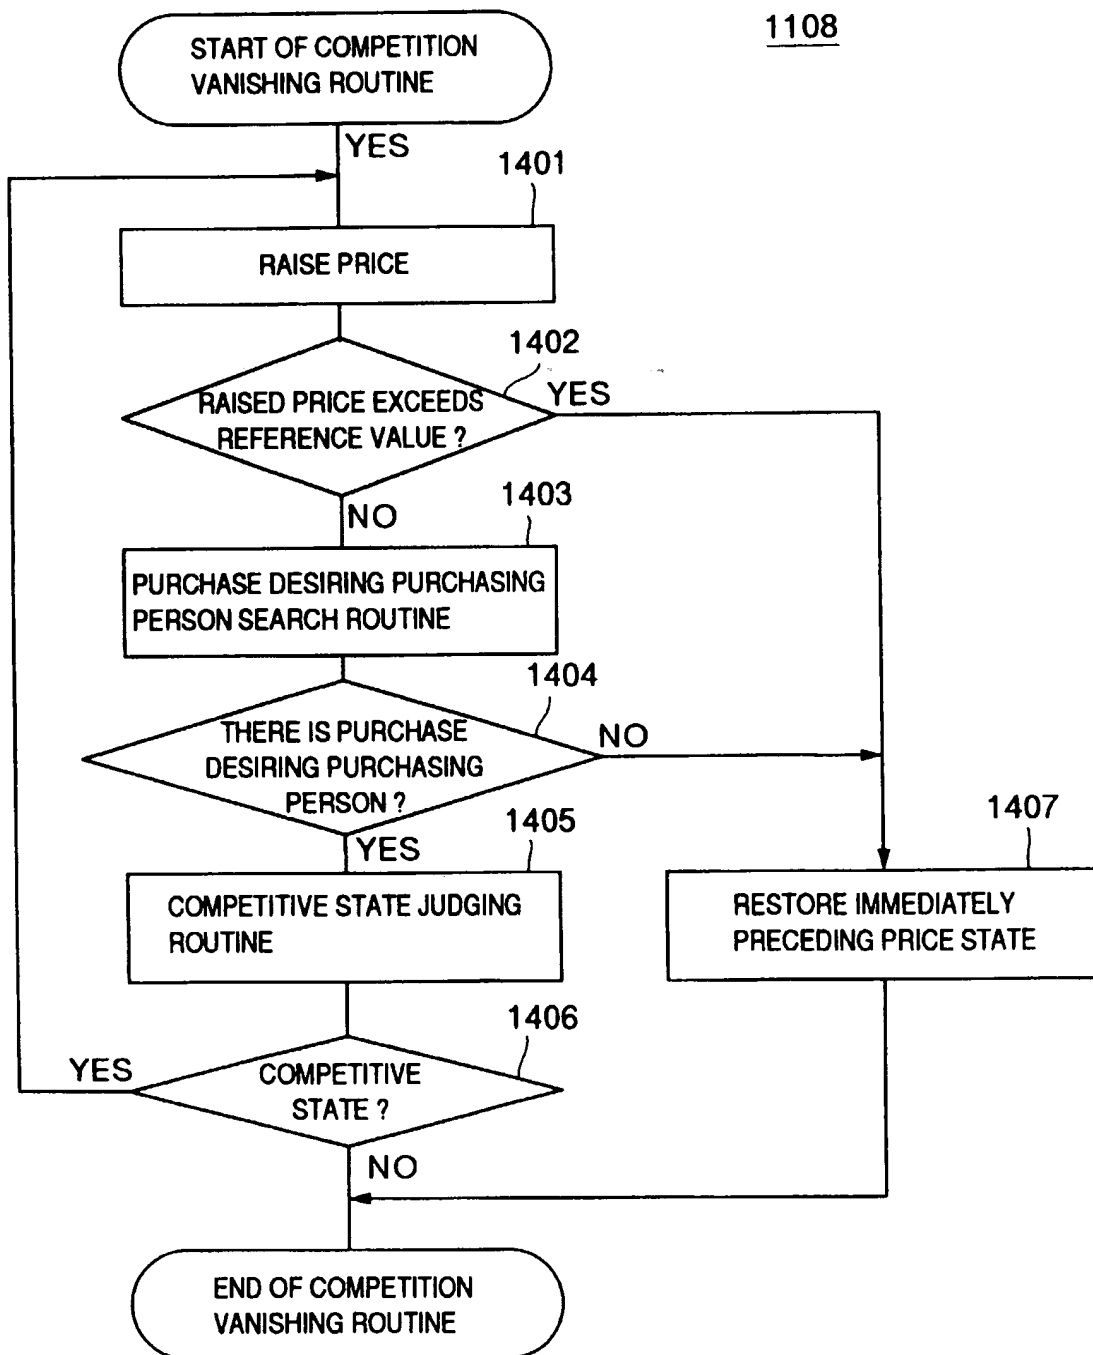 1108
START OF COMPETITION
VANISHING ROUTINE
YES
1401
RAISE PRICE
1402
RAISED PRICE EXCEEDS
REFERENCE VALUE ?
YES
NO
1403
PURCHASE DESIRING PURCHASING
PERSON SEARCH ROUTINE
1404
THERE IS PURCHASE
DESIRING PURCHASING
PERSON ?
NO
YES
1405
COMPETITIVE STATE JUDGING
ROUTINE
1407
RESTORE IMMEDIATELY
PRECEDING PRICE STATE
1406
COMPETITIVE
STATE ?
YES
NO
END OF COMPETITION
VANISHING ROUTINE